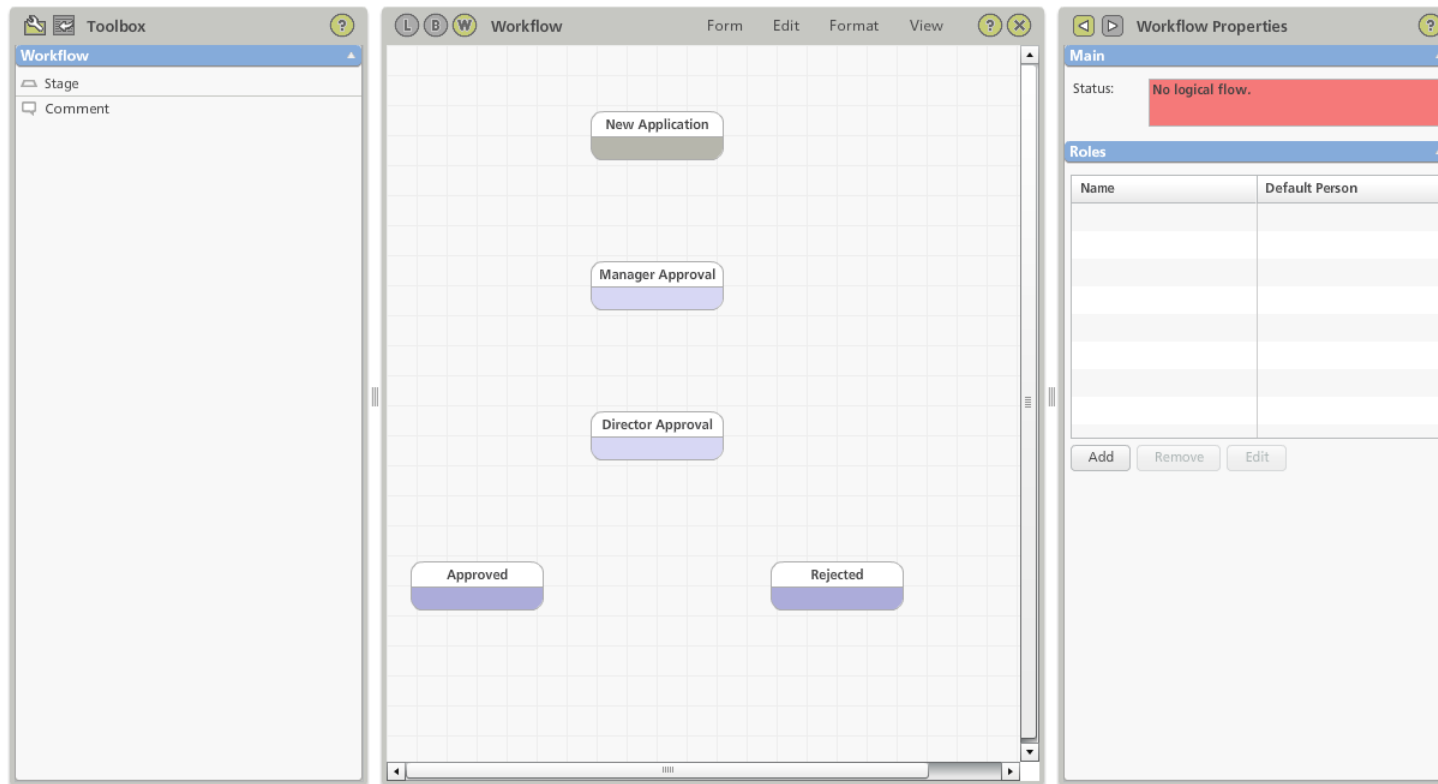 Toolbox
?
Workflow
Stage
Comment
L B W Workflow Form Edit Format View ?
New Application
Manager Approval
Director Approval
Approved Rejected
Workflow Properties ?
Main
Status: No logical flow.
Roles
Name Default Person
Add Remove Edit